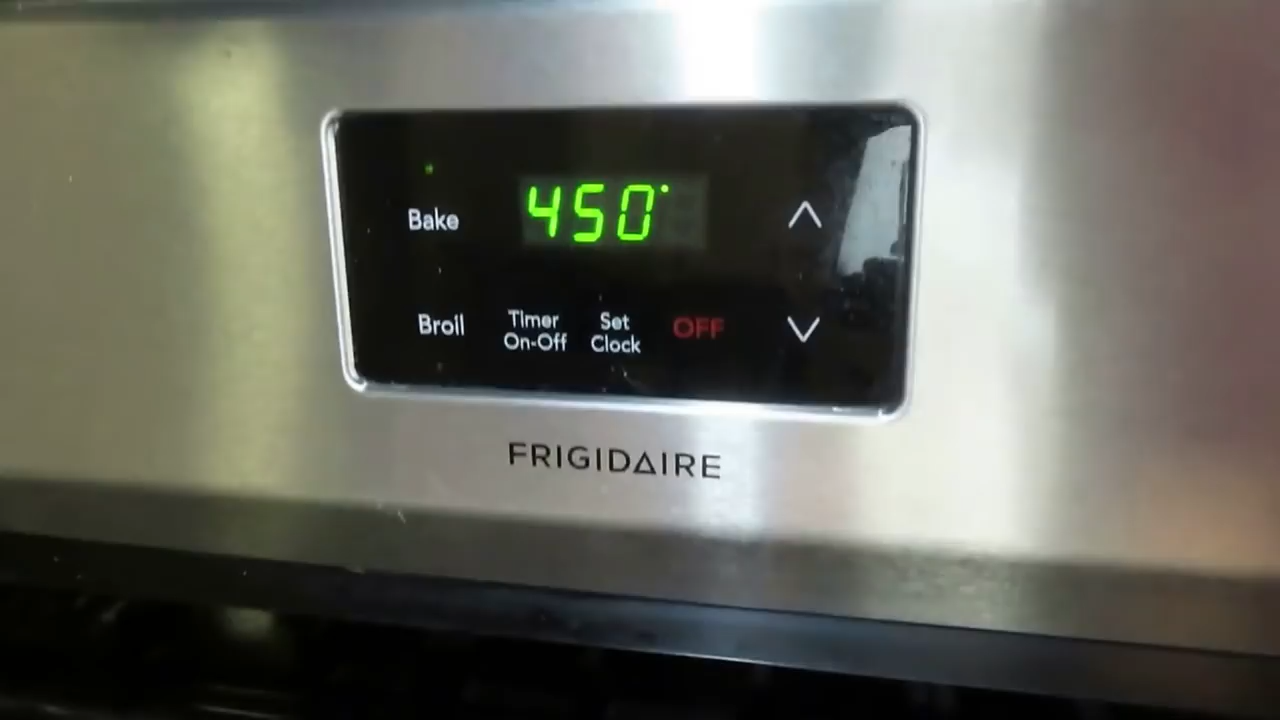 450°
Bake
Broil
Timer
On-Off
Set
Clock
OFF
FRIGIDAIRE